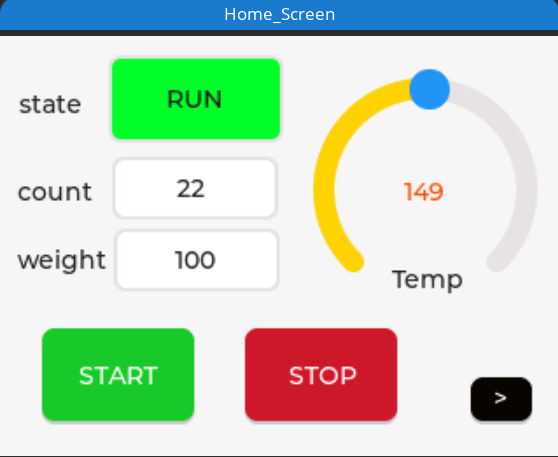 Home_Screen
state
RUN
count
22
weight
100
149
Temp
START
STOP
>